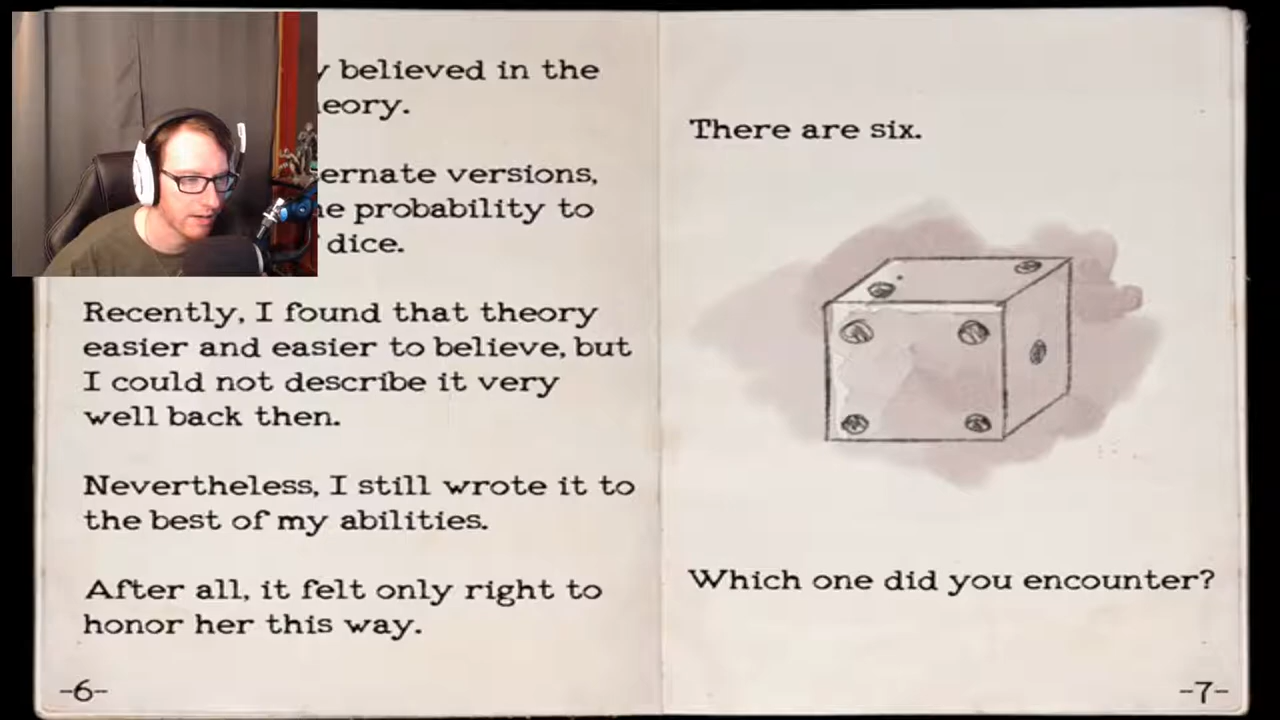 believed in the
eory.
ernate versions,
he probability to
dice.
Recently, I found that theory
easier and easier to believe, but
I could not describe it very
well back then.
Nevertheless, I still wrote it to
the best of my abilities.
After all, it felt only right to
honor her this way.
-6-
There are six.
Which one did you encounter?
-7-